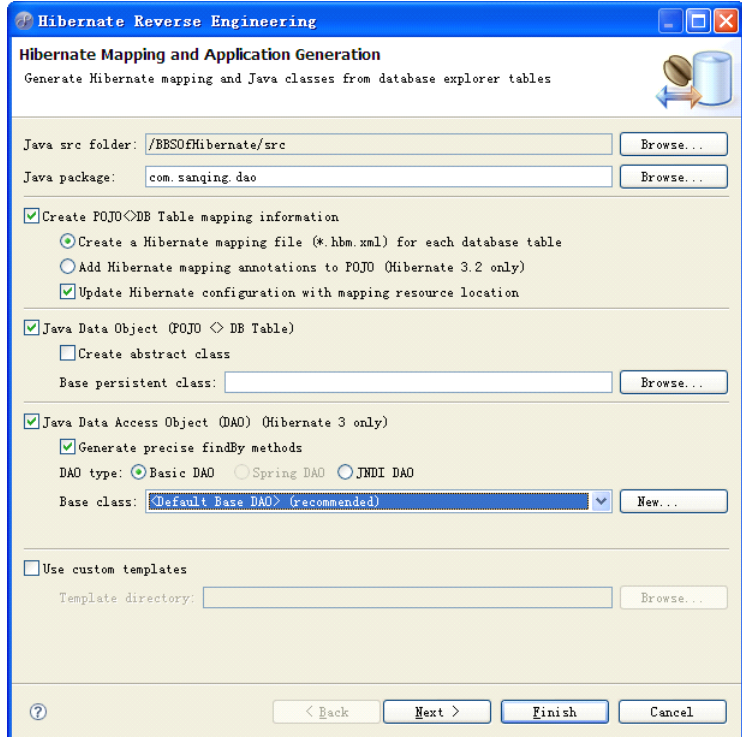 Hibernate Reverse Engineering
Hibernate Mapping and Application Generation
Generate Hibernate mapping and Java classes from database explorer tables
Java src folder: /BBSOfHibernate/src Browse...
Java package: com.sanqing.dao Browse...
Create POJO<>DB Table mapping information
Create a Hibernate mapping file (*.hbm.xml) for each database table
Add Hibernate mapping annotations to POJO (Hibernate 3.2 only)
Update Hibernate configuration with mapping resource location
Java Data Object (POJO <> DB Table)
Create abstract class
Base persistent class: Browse...
Java Data Access Object (DAO) (Hibernate 3 only)
Generate precise findBy methods
DAO type: Basic DAO Spring DAO JNDI DAO
Base class: <Default Base DAO> (recommended) New...
Use custom templates
Template directory: Browse...
? < Back Next > Finish Cancel